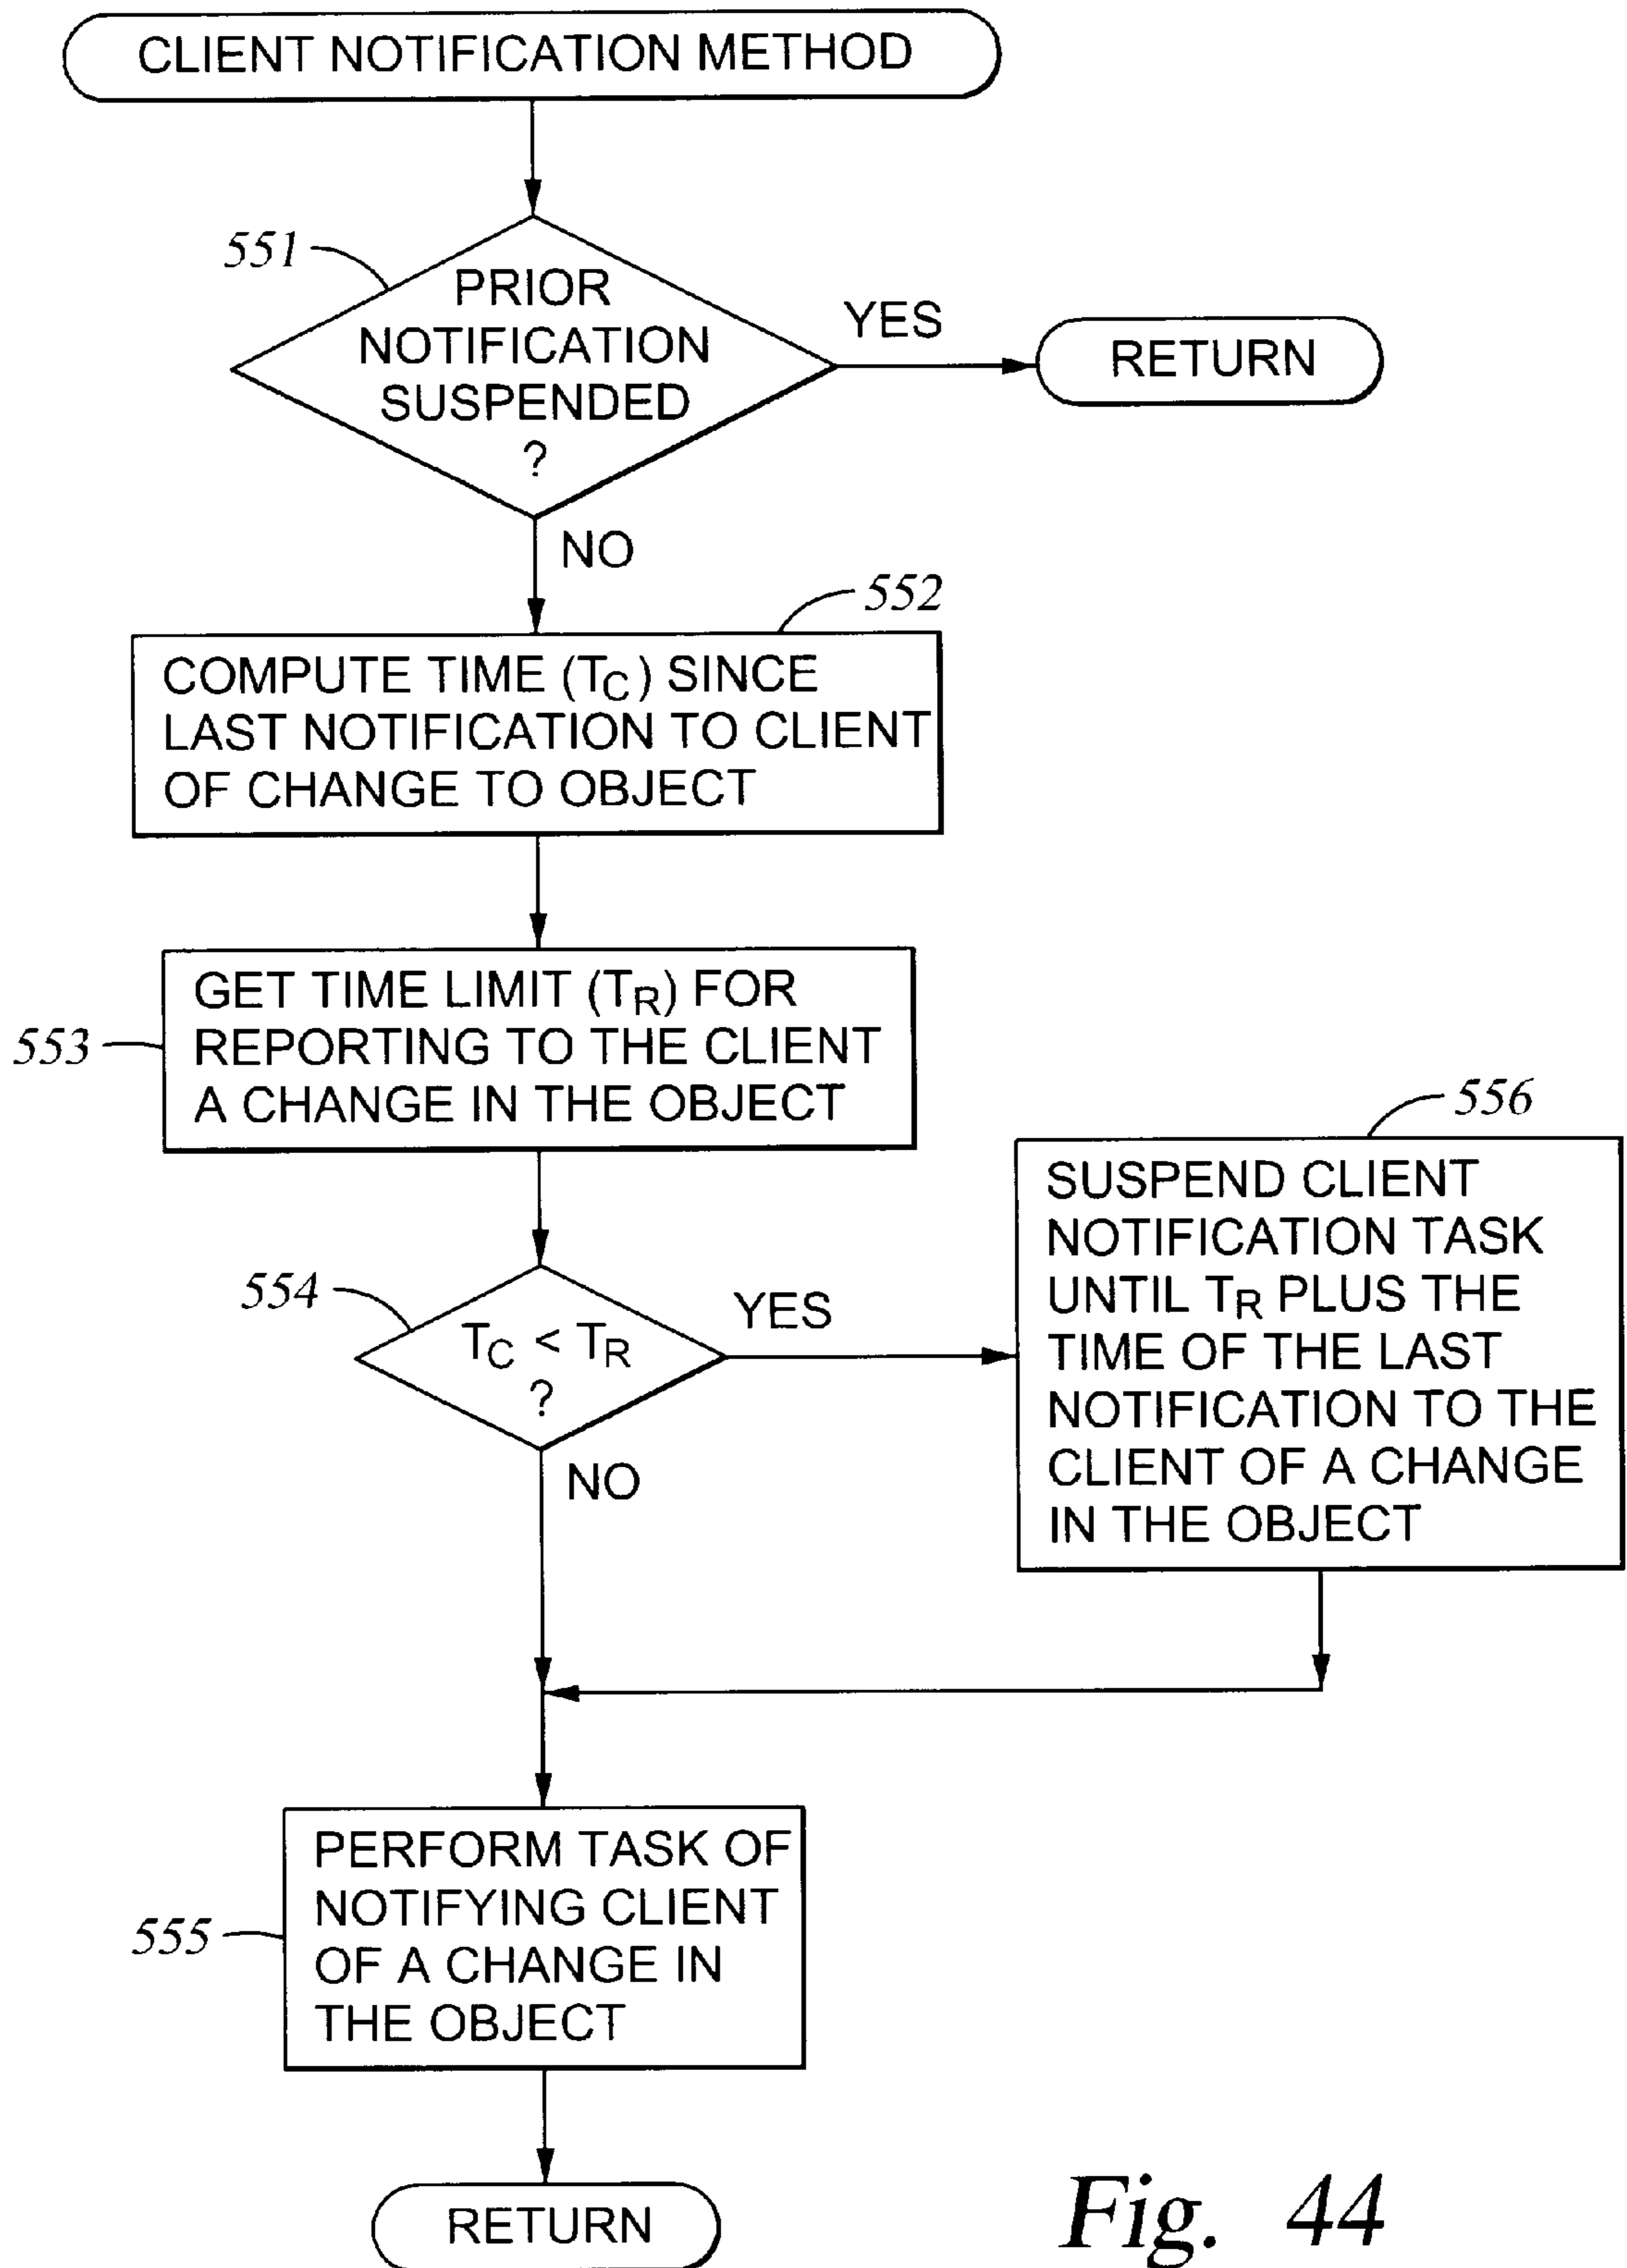 CLIENT NOTIFICATION METHOD
551
PRIOR
NOTIFICATION
SUSPENDED
?
YES
RETURN
NO
552
COMPUTE TIME (TC) SINCE
LAST NOTIFICATION TO CLIENT
OF CHANGE TO OBJECT
553
GET TIME LIMIT (TR) FOR
REPORTING TO THE CLIENT
A CHANGE IN THE OBJECT
554
TC < TR
?
YES
556
SUSPEND CLIENT
NOTIFICATION TASK
UNTIL TR PLUS THE
TIME OF THE LAST
NOTIFICATION TO THE
CLIENT OF A CHANGE
IN THE OBJECT
NO
555
PERFORM TASK OF
NOTIFYING CLIENT
OF A CHANGE IN
THE OBJECT
RETURN
Fig. 44